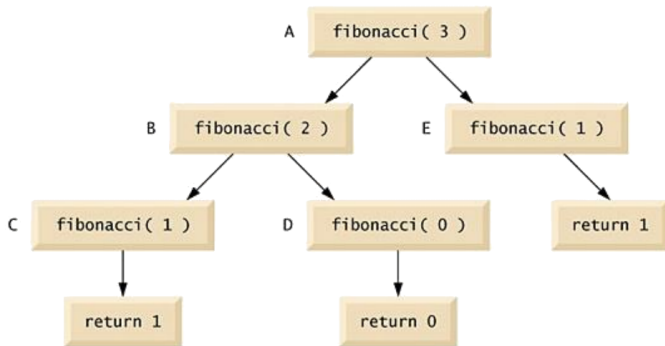 A fibonacci( 3 )
B fibonacci( 2 )
E fibonacci( 1 )
C fibonacci( 1 )
D fibonacci( 0 )
return 1
return 1
return 0